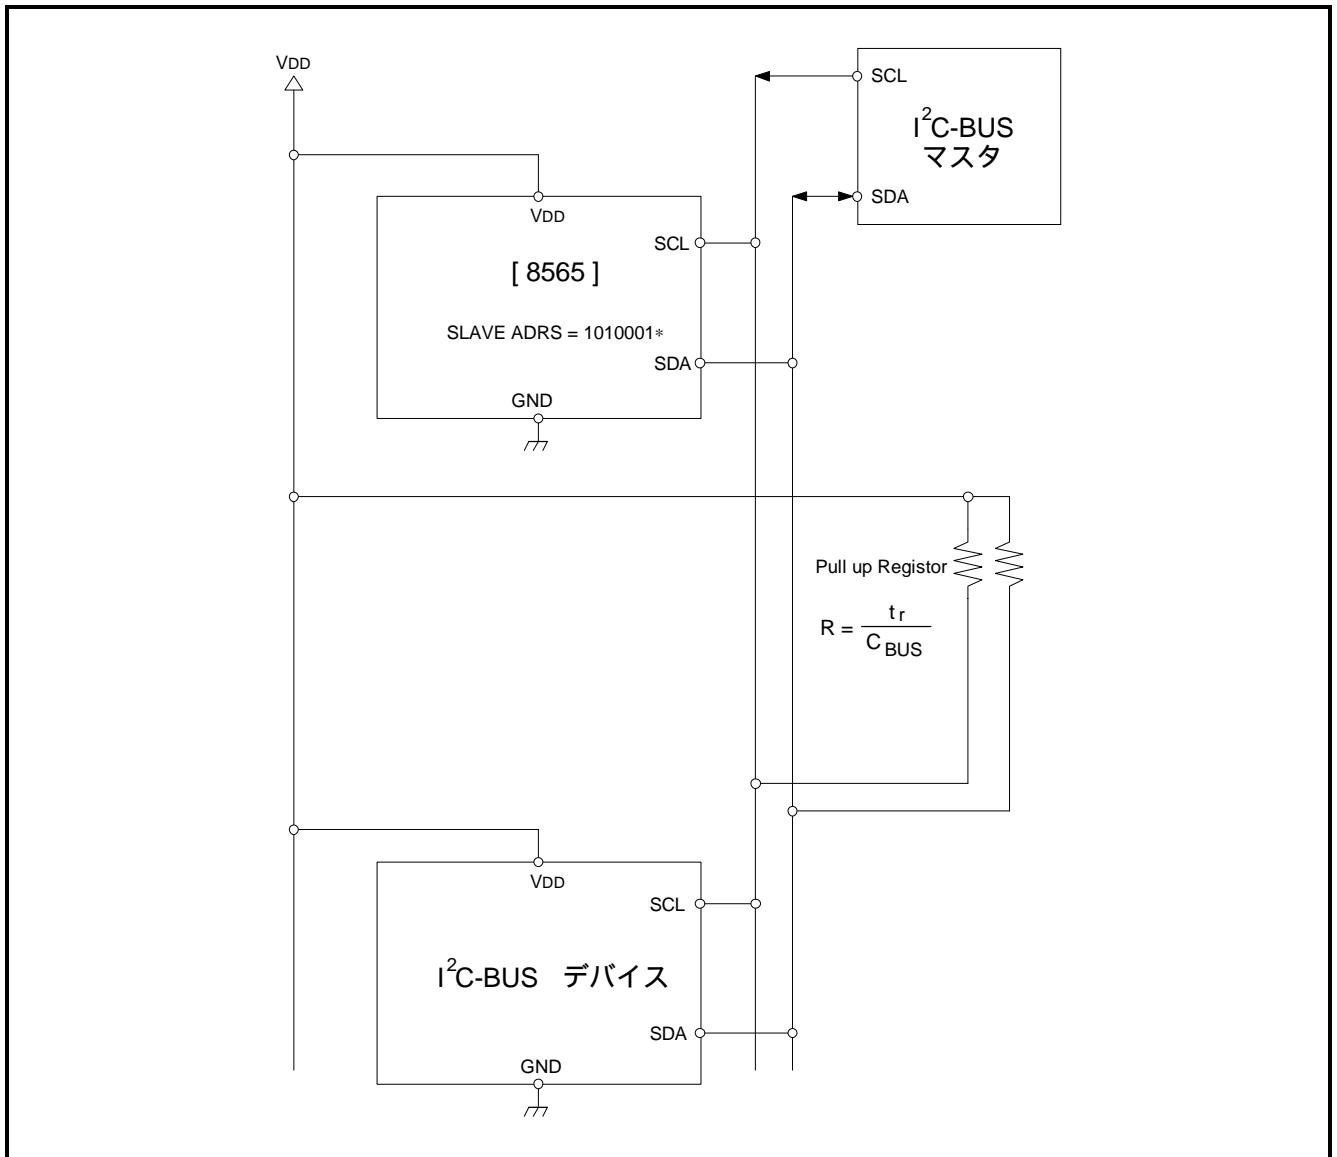 VDD
SCL
I²C-BUS
マスタ
SDA
VDD
SCL
[ 8565 ]
SLAVE ADRS = 1010001*
SDA
GND
Pull up Registor
R = tr / CBUS
VDD
SCL
I²C-BUS デバイス
SDA
GND